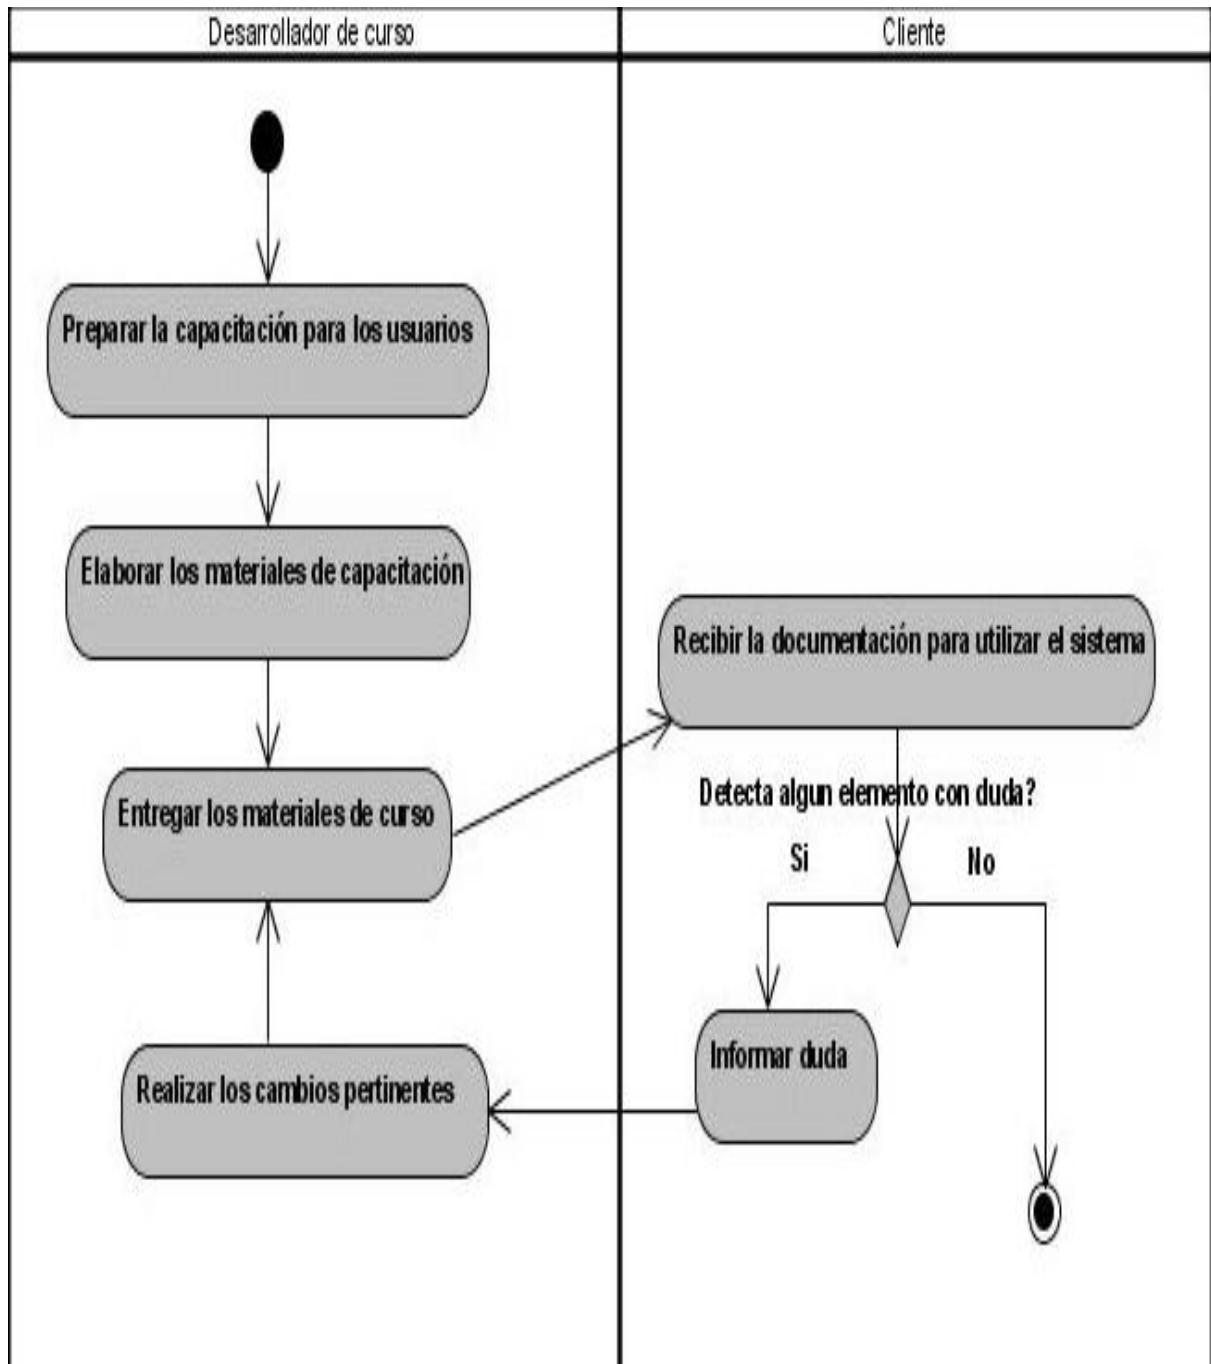 Desarrollador de curso
Cliente
Preparar la capacitación para los usuarios
Elaborar los materiales de capacitación
Recibir la documentación para utilizar el sistema
Entregar los materiales de curso
Detecta algun elemento con duda?
Si
No
Informar duda
Realizar los cambios pertinentes